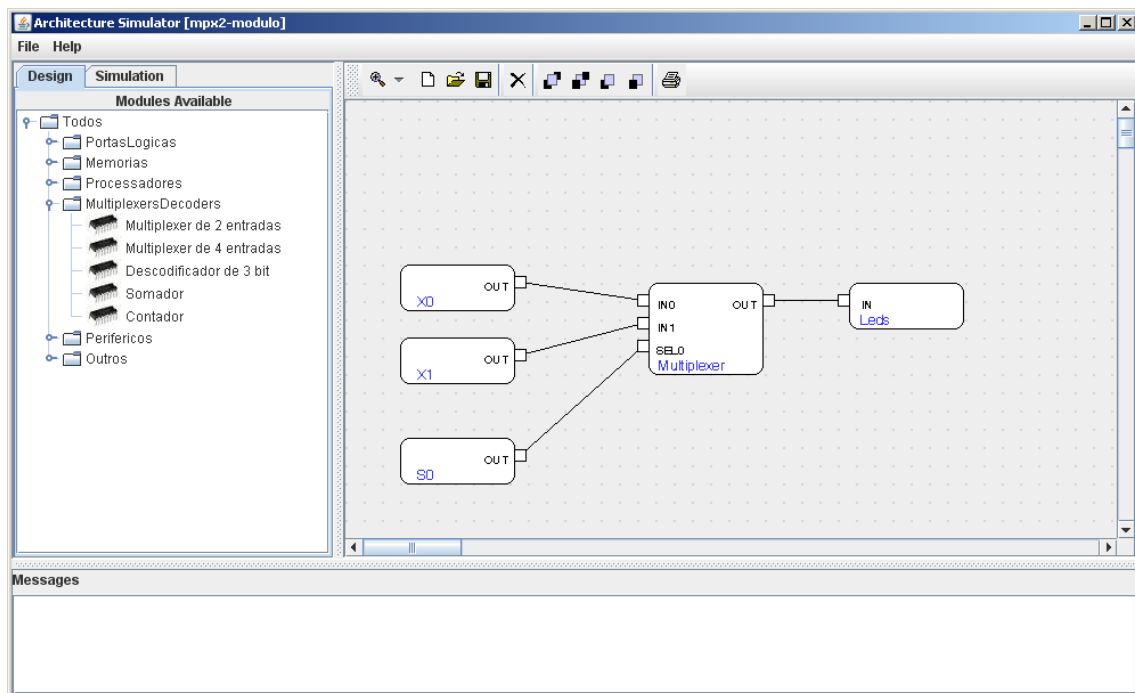 Architecture Simulator [mpx2-modulo]
File Help
Design Simulation
Modules Available
Todos
PortasLogicas
Memorias
Processadores
MultiplexersDecoders
Multiplexer de 2 entradas
Multiplexer de 4 entradas
Descodificador de 3 bit
Somador
Contador
Perifericos
Outros
OUT
X0
OUT
X1
OUT
S0
IN0 OUT
IN1
SEL0
Multiplexer
IN
Leds
Messages